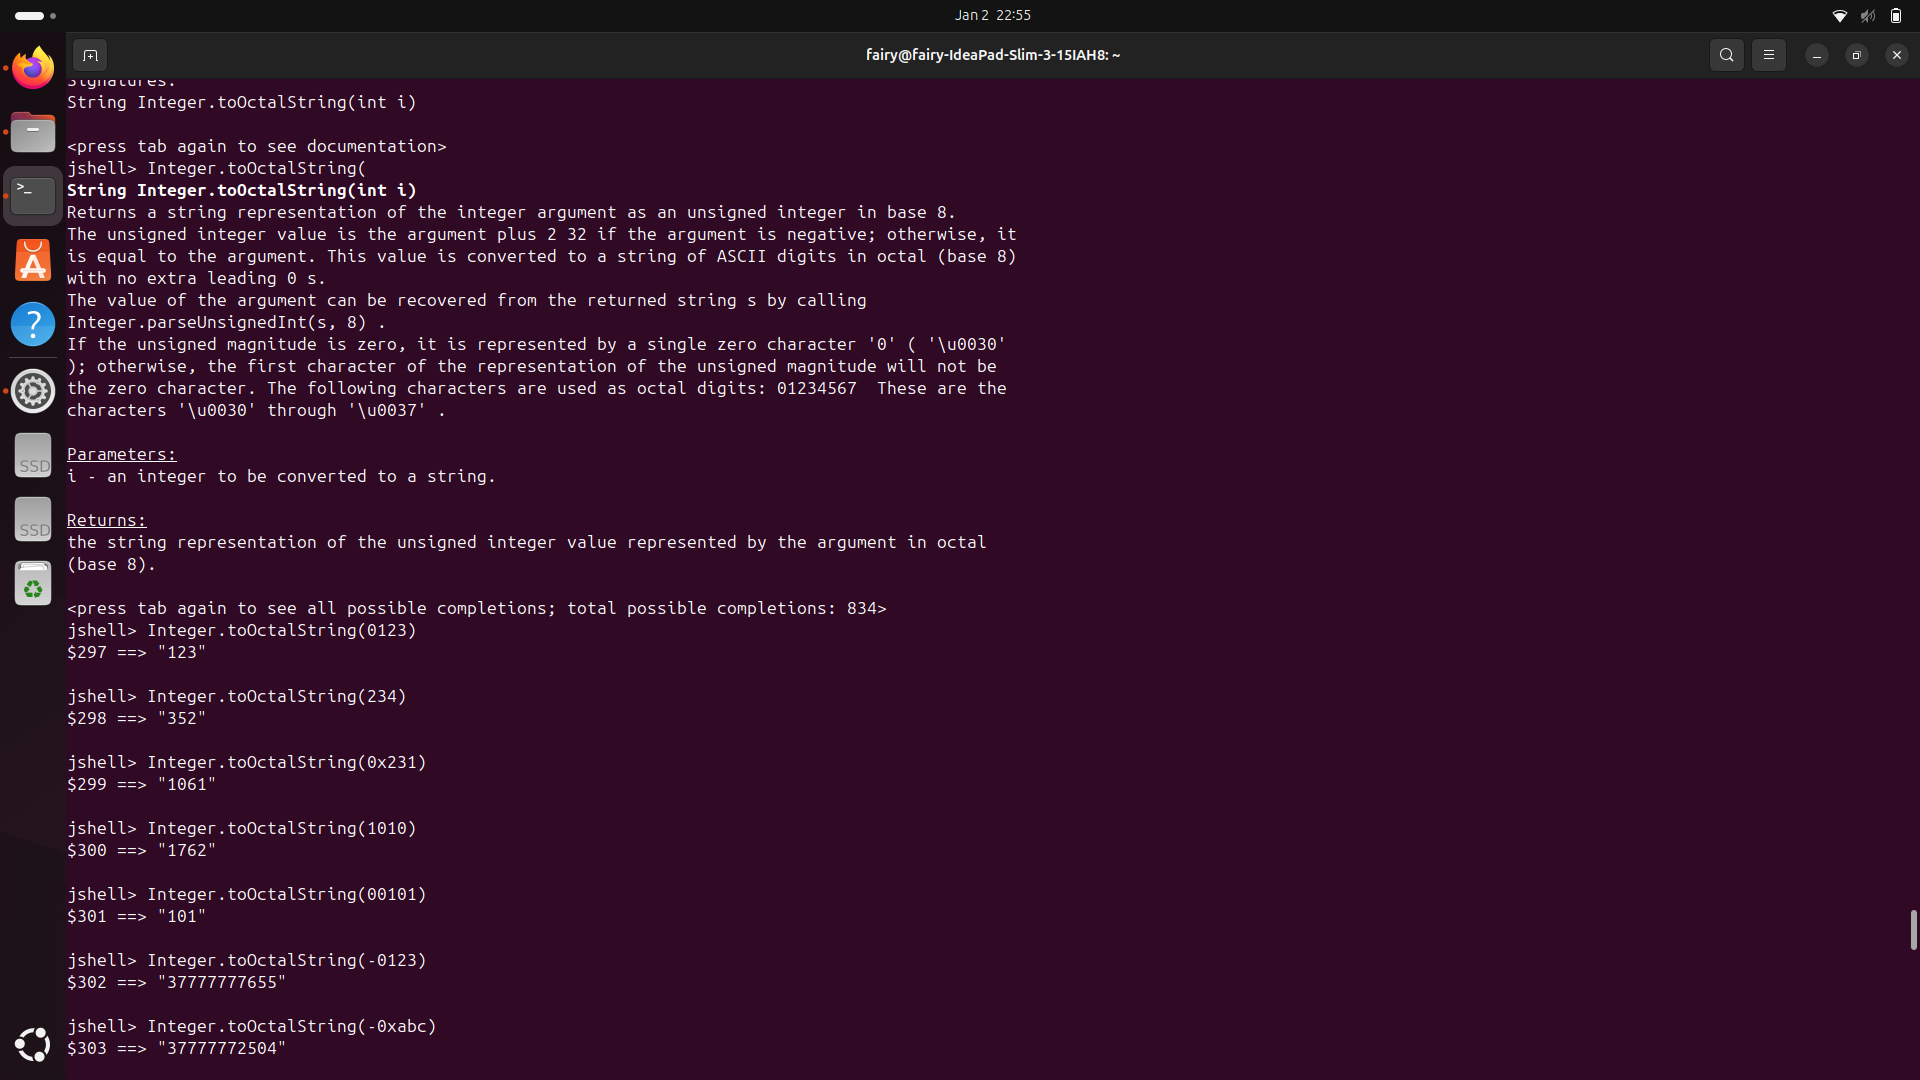 Jan 2 22:55
fairy@fairy-IdeaPad-Slim-3-15IAH8: ~
Signatures:
String Integer.toOctalString(int i)
<press tab again to see documentation>
jshell> Integer.toOctalString(
String Integer.toOctalString(int i)
Returns a string representation of the integer argument as an unsigned integer in base 8.
The unsigned integer value is the argument plus 2 32 if the argument is negative; otherwise, it
is equal to the argument. This value is converted to a string of ASCII digits in octal (base 8)
with no extra leading 0 s.
The value of the argument can be recovered from the returned string s by calling
Integer.parseUnsignedInt(s, 8) .
If the unsigned magnitude is zero, it is represented by a single zero character '0' ( '\u0030'
); otherwise, the first character of the representation of the unsigned magnitude will not be
the zero character. The following characters are used as octal digits: 01234567  These are the
characters '\u0030' through '\u0037' .
Parameters:
i - an integer to be converted to a string.
Returns:
the string representation of the unsigned integer value represented by the argument in octal
(base 8).
<press tab again to see all possible completions; total possible completions: 834>
jshell> Integer.toOctalString(0123)
$297 ==> "123"
jshell> Integer.toOctalString(234)
$298 ==> "352"
jshell> Integer.toOctalString(0x231)
$299 ==> "1061"
jshell> Integer.toOctalString(1010)
$300 ==> "1762"
jshell> Integer.toOctalString(00101)
$301 ==> "101"
jshell> Integer.toOctalString(-0123)
$302 ==> "37777777655"
jshell> Integer.toOctalString(-0xabc)
$303 ==> "37777772504"
>_
A
?
SSD
SSD